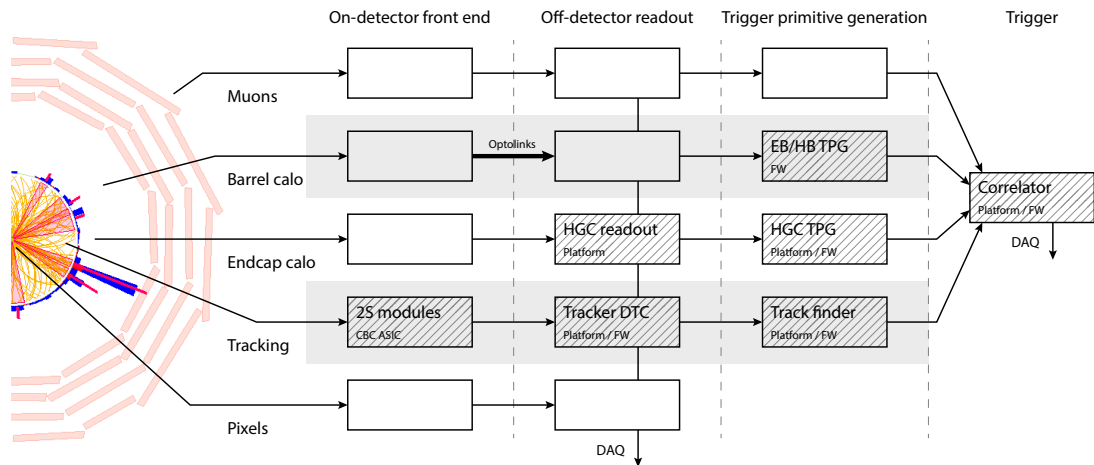 On-detector front end
Off-detector readout
Trigger primitive generation
Trigger
Muons
Barrel calo
Optolinks
EB/HB TPG
FW
Correlator
Platform / FW
DAQ
Endcap calo
HGC readout
Platform
HGC TPG
Platform / FW
Tracking
2S modules
CBC ASIC
Tracker DTC
Platform / FW
Track finder
Platform / FW
Pixels
DAQ